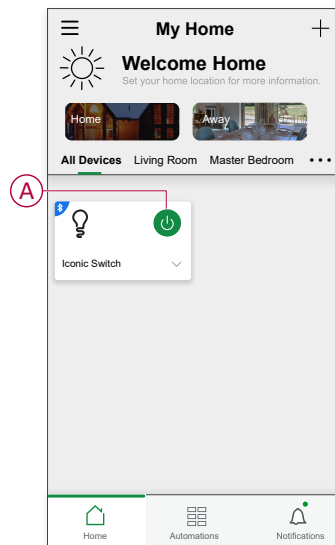 My Home
Welcome Home
Set your home location for more information.
Home Away
All Devices Living Room Master Bedroom
A
Iconic Switch
Home Automations Notifications